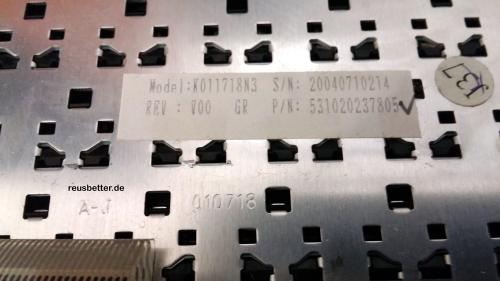 Model:K011718N3 S/N: 20040710214
REV : V00 GR P/N: 531020237805
reusbetter.de
A-J 010718